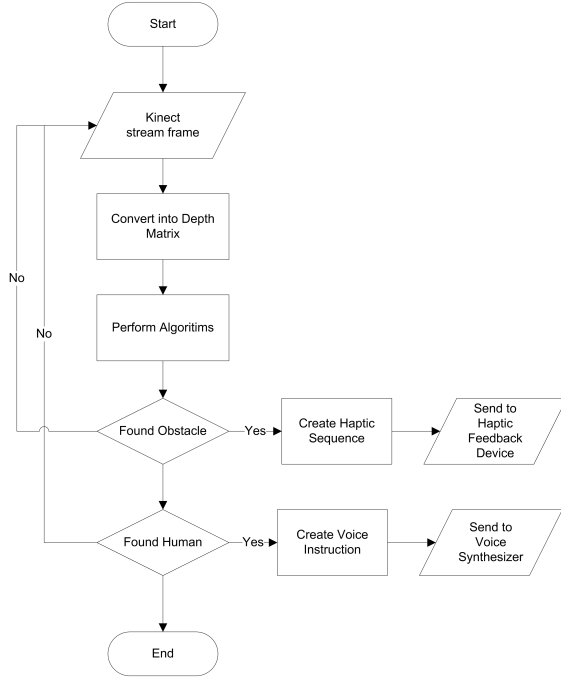 Start
Kinect
stream frame
Convert into Depth
Matrix
No
No
Perform Algoritims
Found Obstacle
Yes
Create Haptic
Sequence
Send to
Haptic
Feedback
Device
Found Human
Yes
Create Voice
Instruction
Send to
Voice
Synthesizer
End